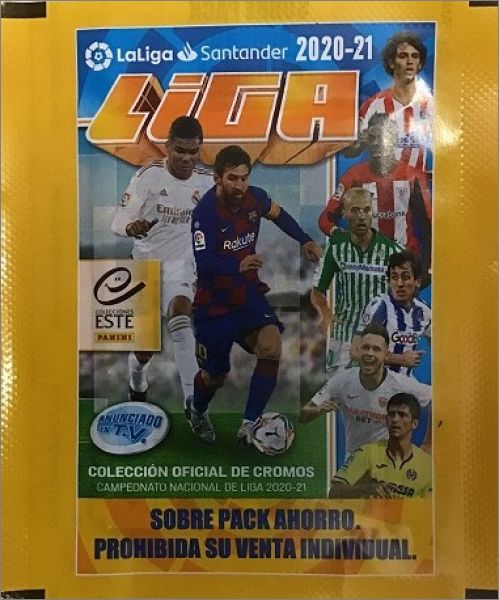 LaLiga Santander 2020-21
LiGA
Rakuten
COLECCIONES
ESTE
PANINI
ANUNCIADO
en T.V.
COLECCIÓN OFICIAL DE CROMOS
CAMPEONATO NACIONAL DE LIGA 2020-21
SOBRE PACK AHORRO.
PROHIBIDA SU VENTA INDIVIDUAL.